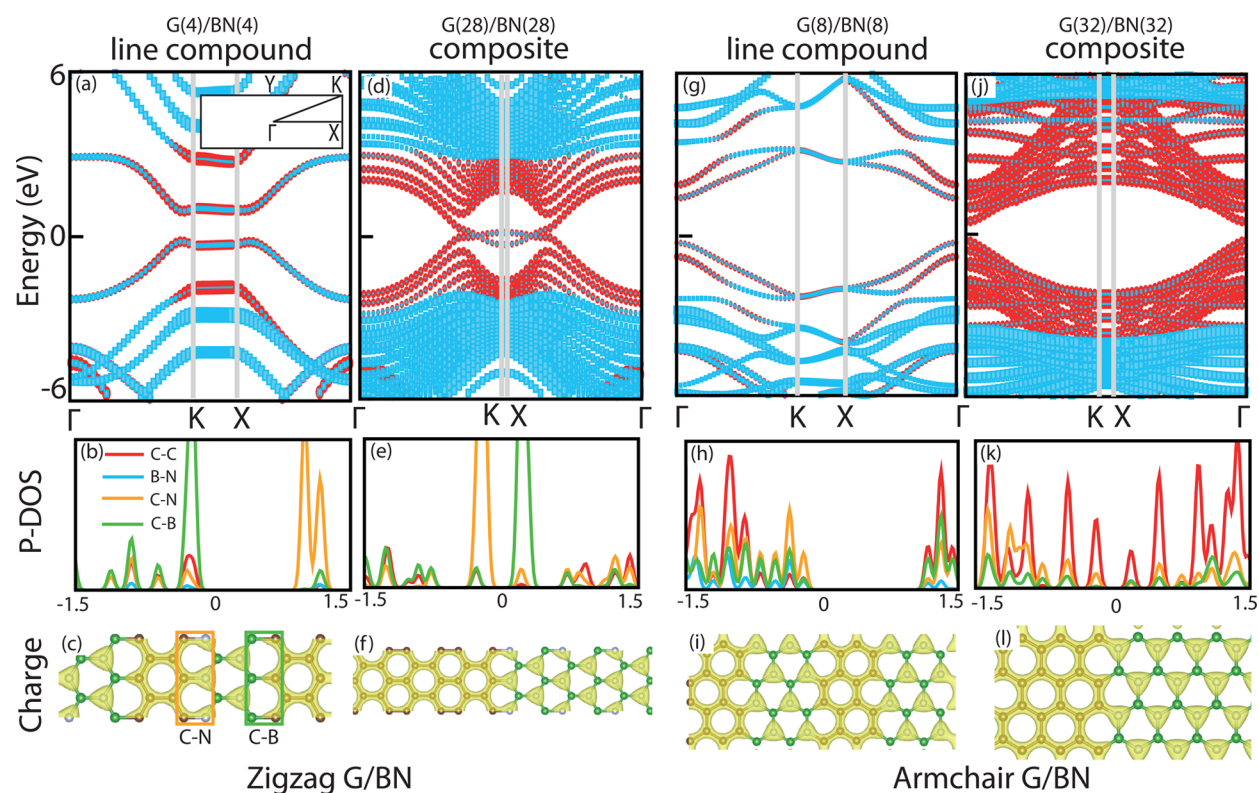 G(4)/BN(4)
line compound
G(28)/BN(28)
composite
G(8)/BN(8)
line compound
G(32)/BN(32)
composite
Energy (eV)
6
0
-6
(a)
Y
K
Γ
X
(d)
(g)
(j)
Γ
K
X
K
X
Γ
Γ
K
X
Γ
K
X
Γ
P-DOS
(b)
C-C
B-N
C-N
C-B
(e)
(h)
(k)
-1.5
0
1.5
-1.5
0
1.5
-1.5
0
1.5
-1.5
0
1.5
Charge
(c)
(f)
(i)
(l)
C-N
C-B
Zigzag G/BN
Armchair G/BN